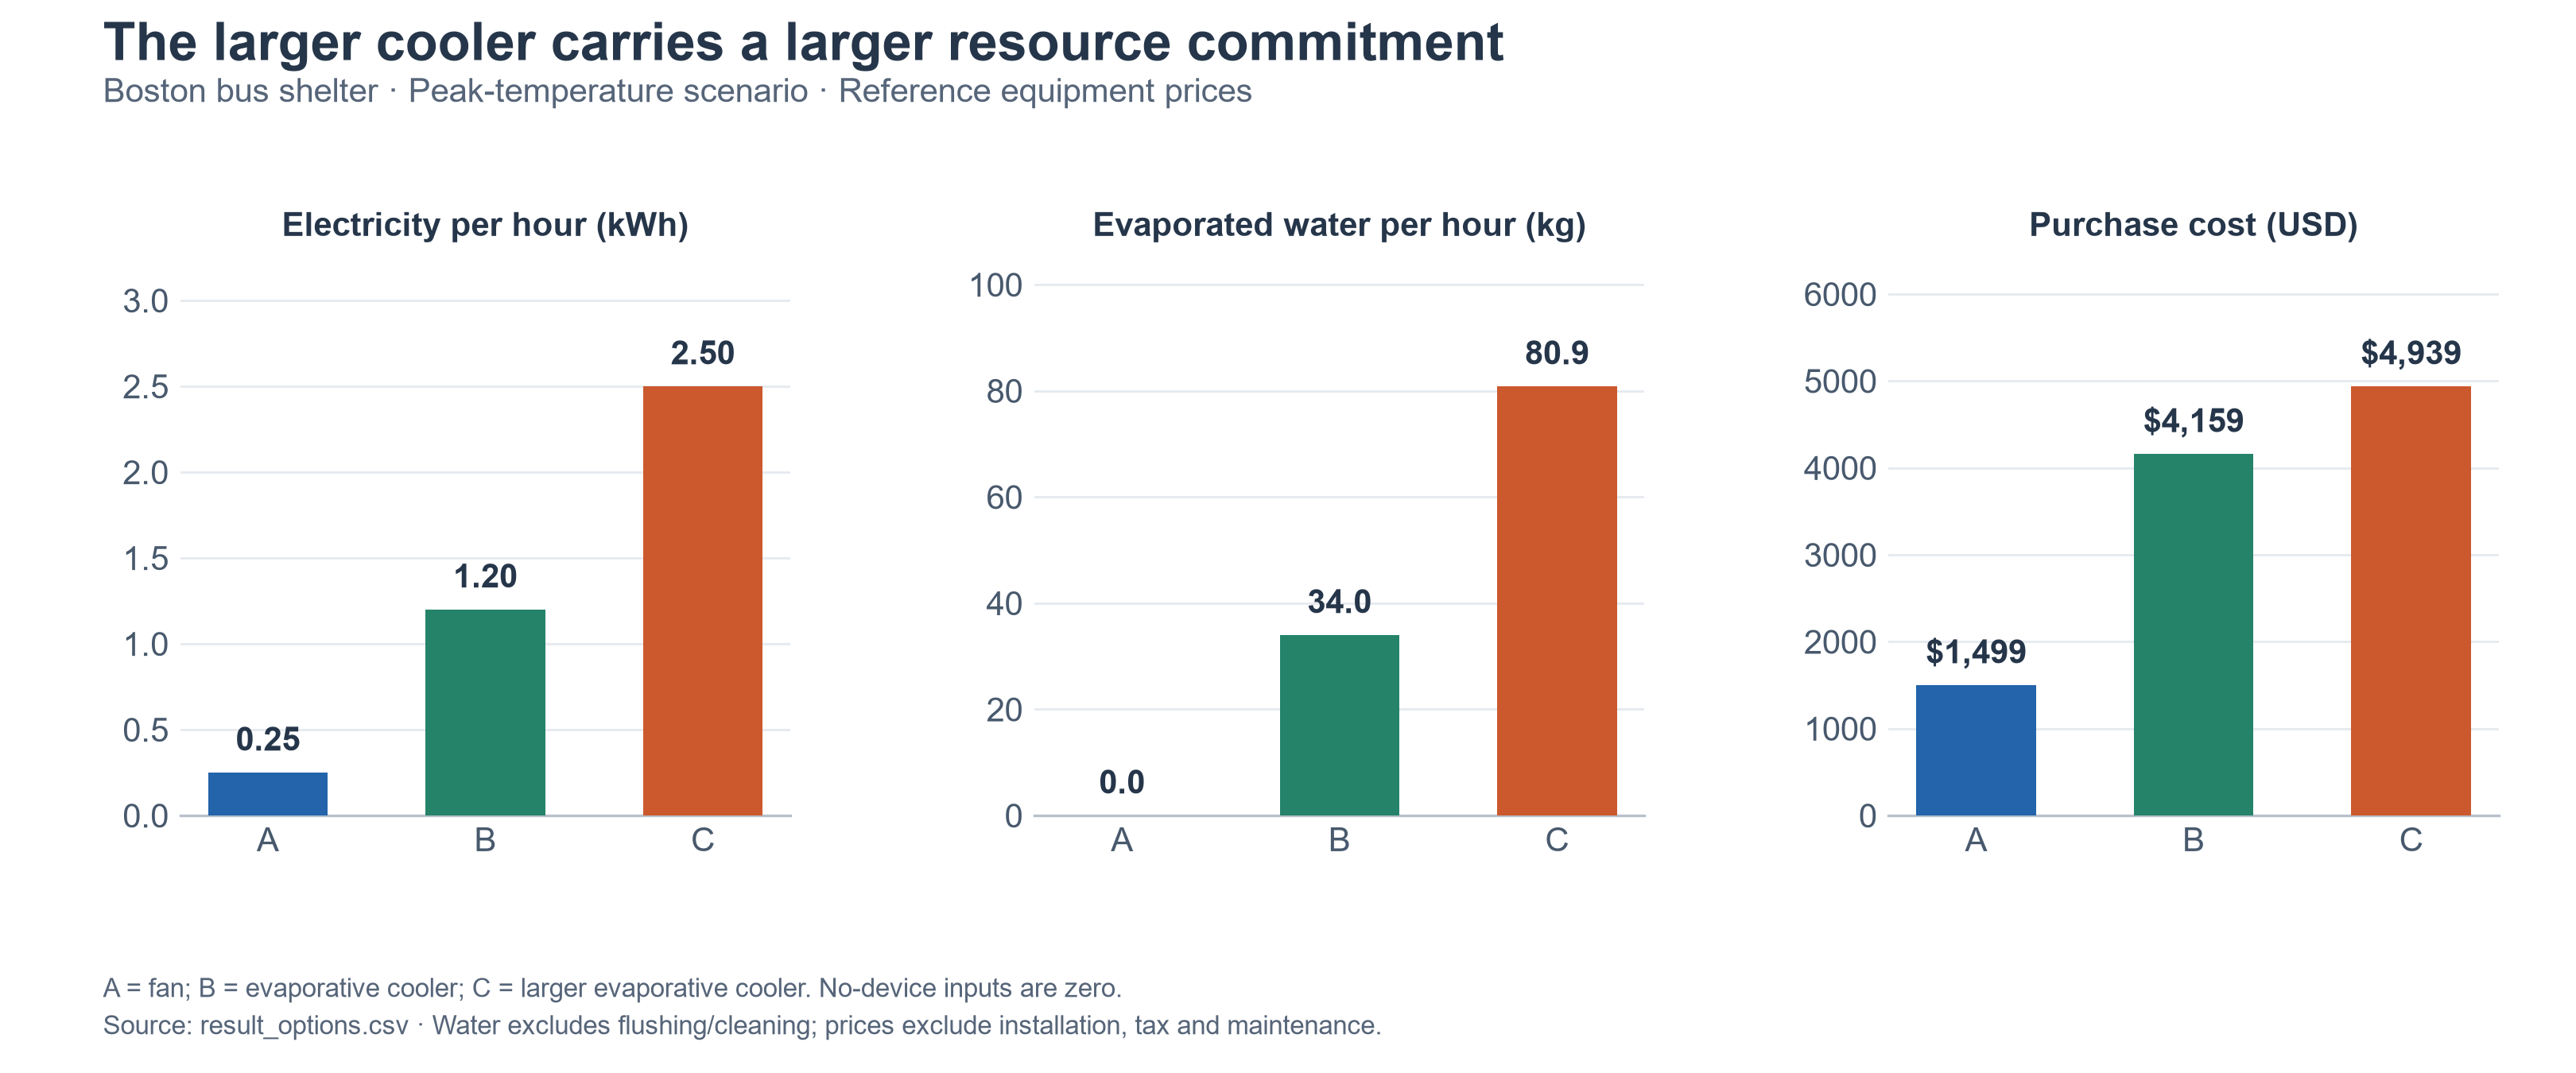 The larger cooler carries a larger resource commitment
Boston bus shelter · Peak-temperature scenario · Reference equipment prices
Electricity per hour (kWh)
3.0
2.5
2.0
1.5
1.0
0.5
0.0
0.25
1.20
2.50
A
B
C
Evaporated water per hour (kg)
100
80
60
40
20
0
0.0
34.0
80.9
A
B
C
Purchase cost (USD)
6000
5000
4000
3000
2000
1000
0
$1,499
$4,159
$4,939
A
B
C
A = fan; B = evaporative cooler; C = larger evaporative cooler. No-device inputs are zero.
Source: result_options.csv · Water excludes flushing/cleaning; prices exclude installation, tax and maintenance.